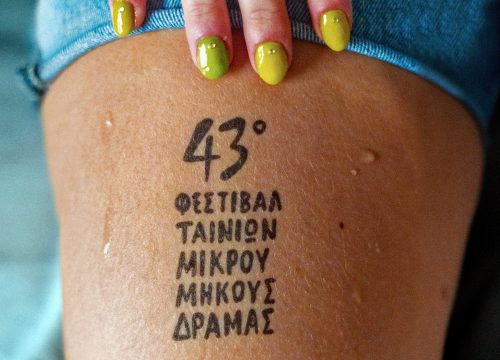 43°
ΦΕΣΤΙΒΑΛ
ΤΑΙΝΙΩΝ
ΜΙΚΡΟΥ
ΜΗΚΟΥΣ
ΔΡΑΜΑΣ